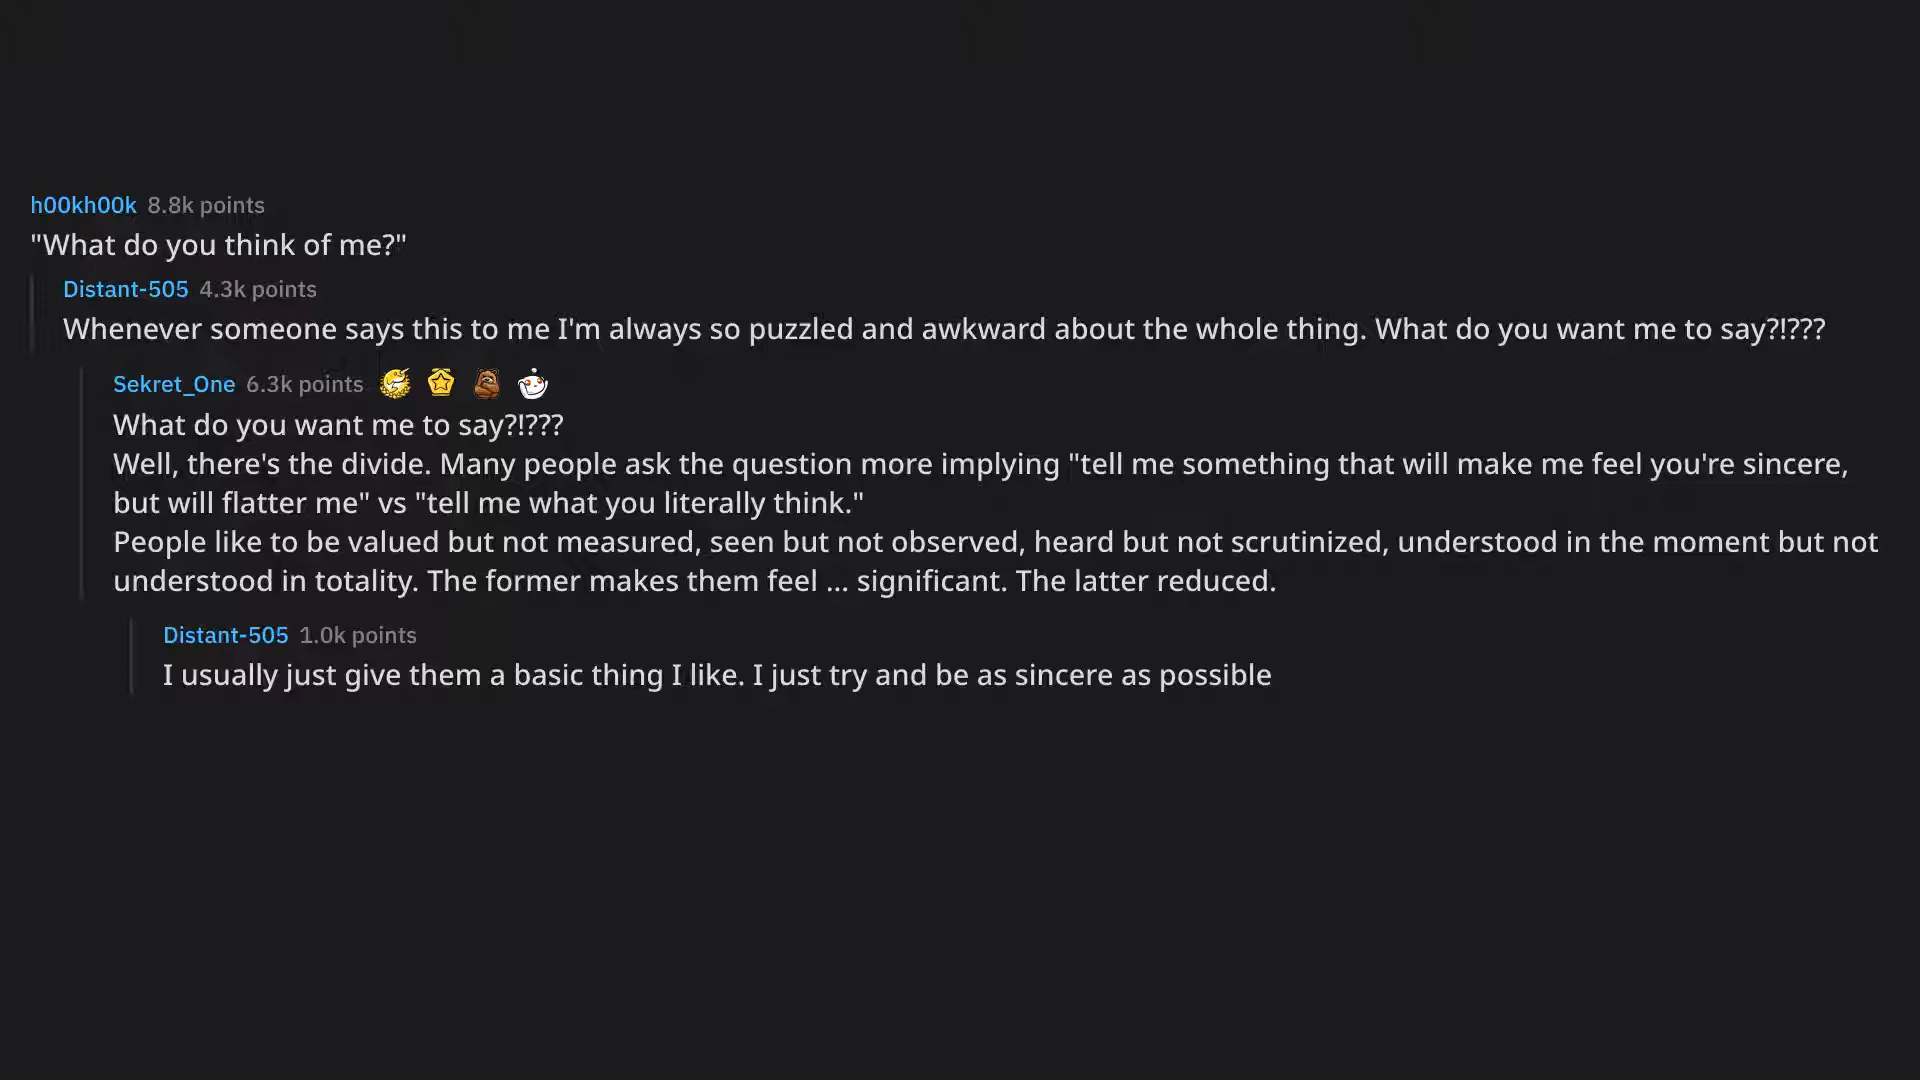 h00kh00k 8.8k points
"What do you think of me?"
Distant-505 4.3k points
Whenever someone says this to me I'm always so puzzled and awkward about the whole thing. What do you want me to say?!???
Sekret_One 6.3k points
What do you want me to say?!???
Well, there's the divide. Many people ask the question more implying "tell me something that will make me feel you're sincere,
but will flatter me" vs "tell me what you literally think."
People like to be valued but not measured, seen but not observed, heard but not scrutinized, understood in the moment but not
understood in totality. The former makes them feel ... significant. The latter reduced.
Distant-505 1.0k points
I usually just give them a basic thing I like. I just try and be as sincere as possible